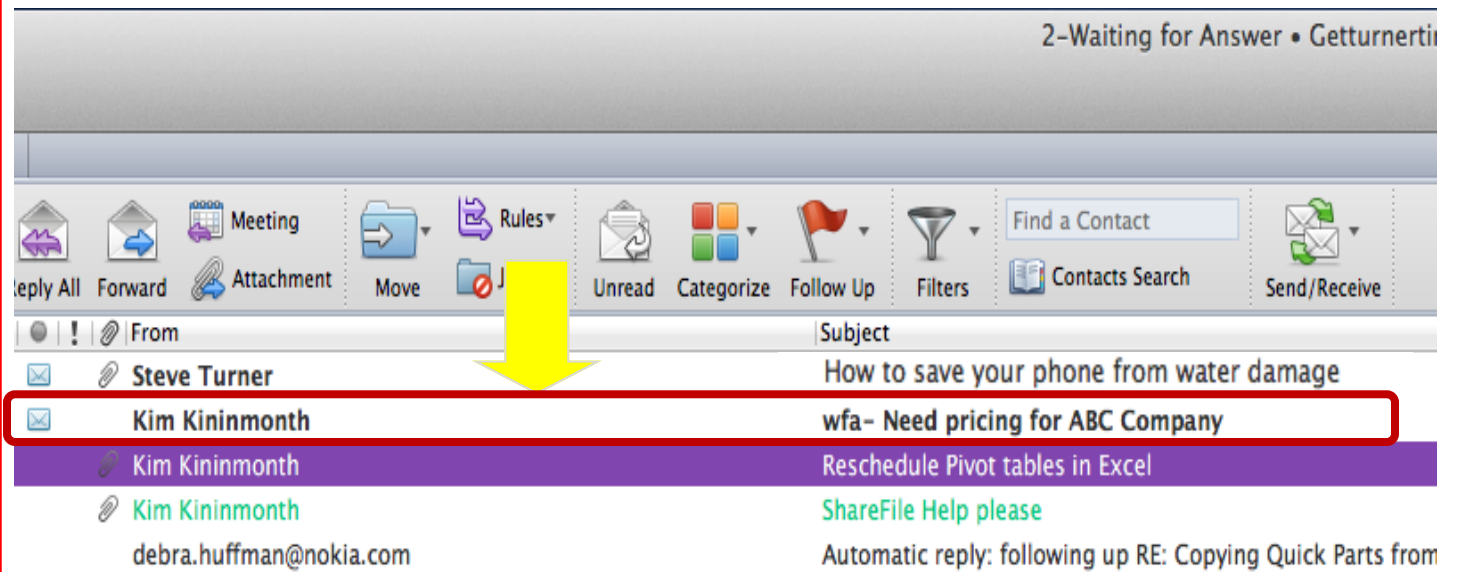 2-Waiting for Answer • Getturnertin
Meeting
Rules
Find a Contact
Attachment
Contacts Search
Reply All Forward Move J Unread Categorize Follow Up Filters Send/Receive
! From Subject
Steve Turner How to save your phone from water damage
Kim Kininmonth wfa- Need pricing for ABC Company
Kim Kininmonth Reschedule Pivot tables in Excel
Kim Kininmonth ShareFile Help please
debra.huffman@nokia.com Automatic reply: following up RE: Copying Quick Parts from